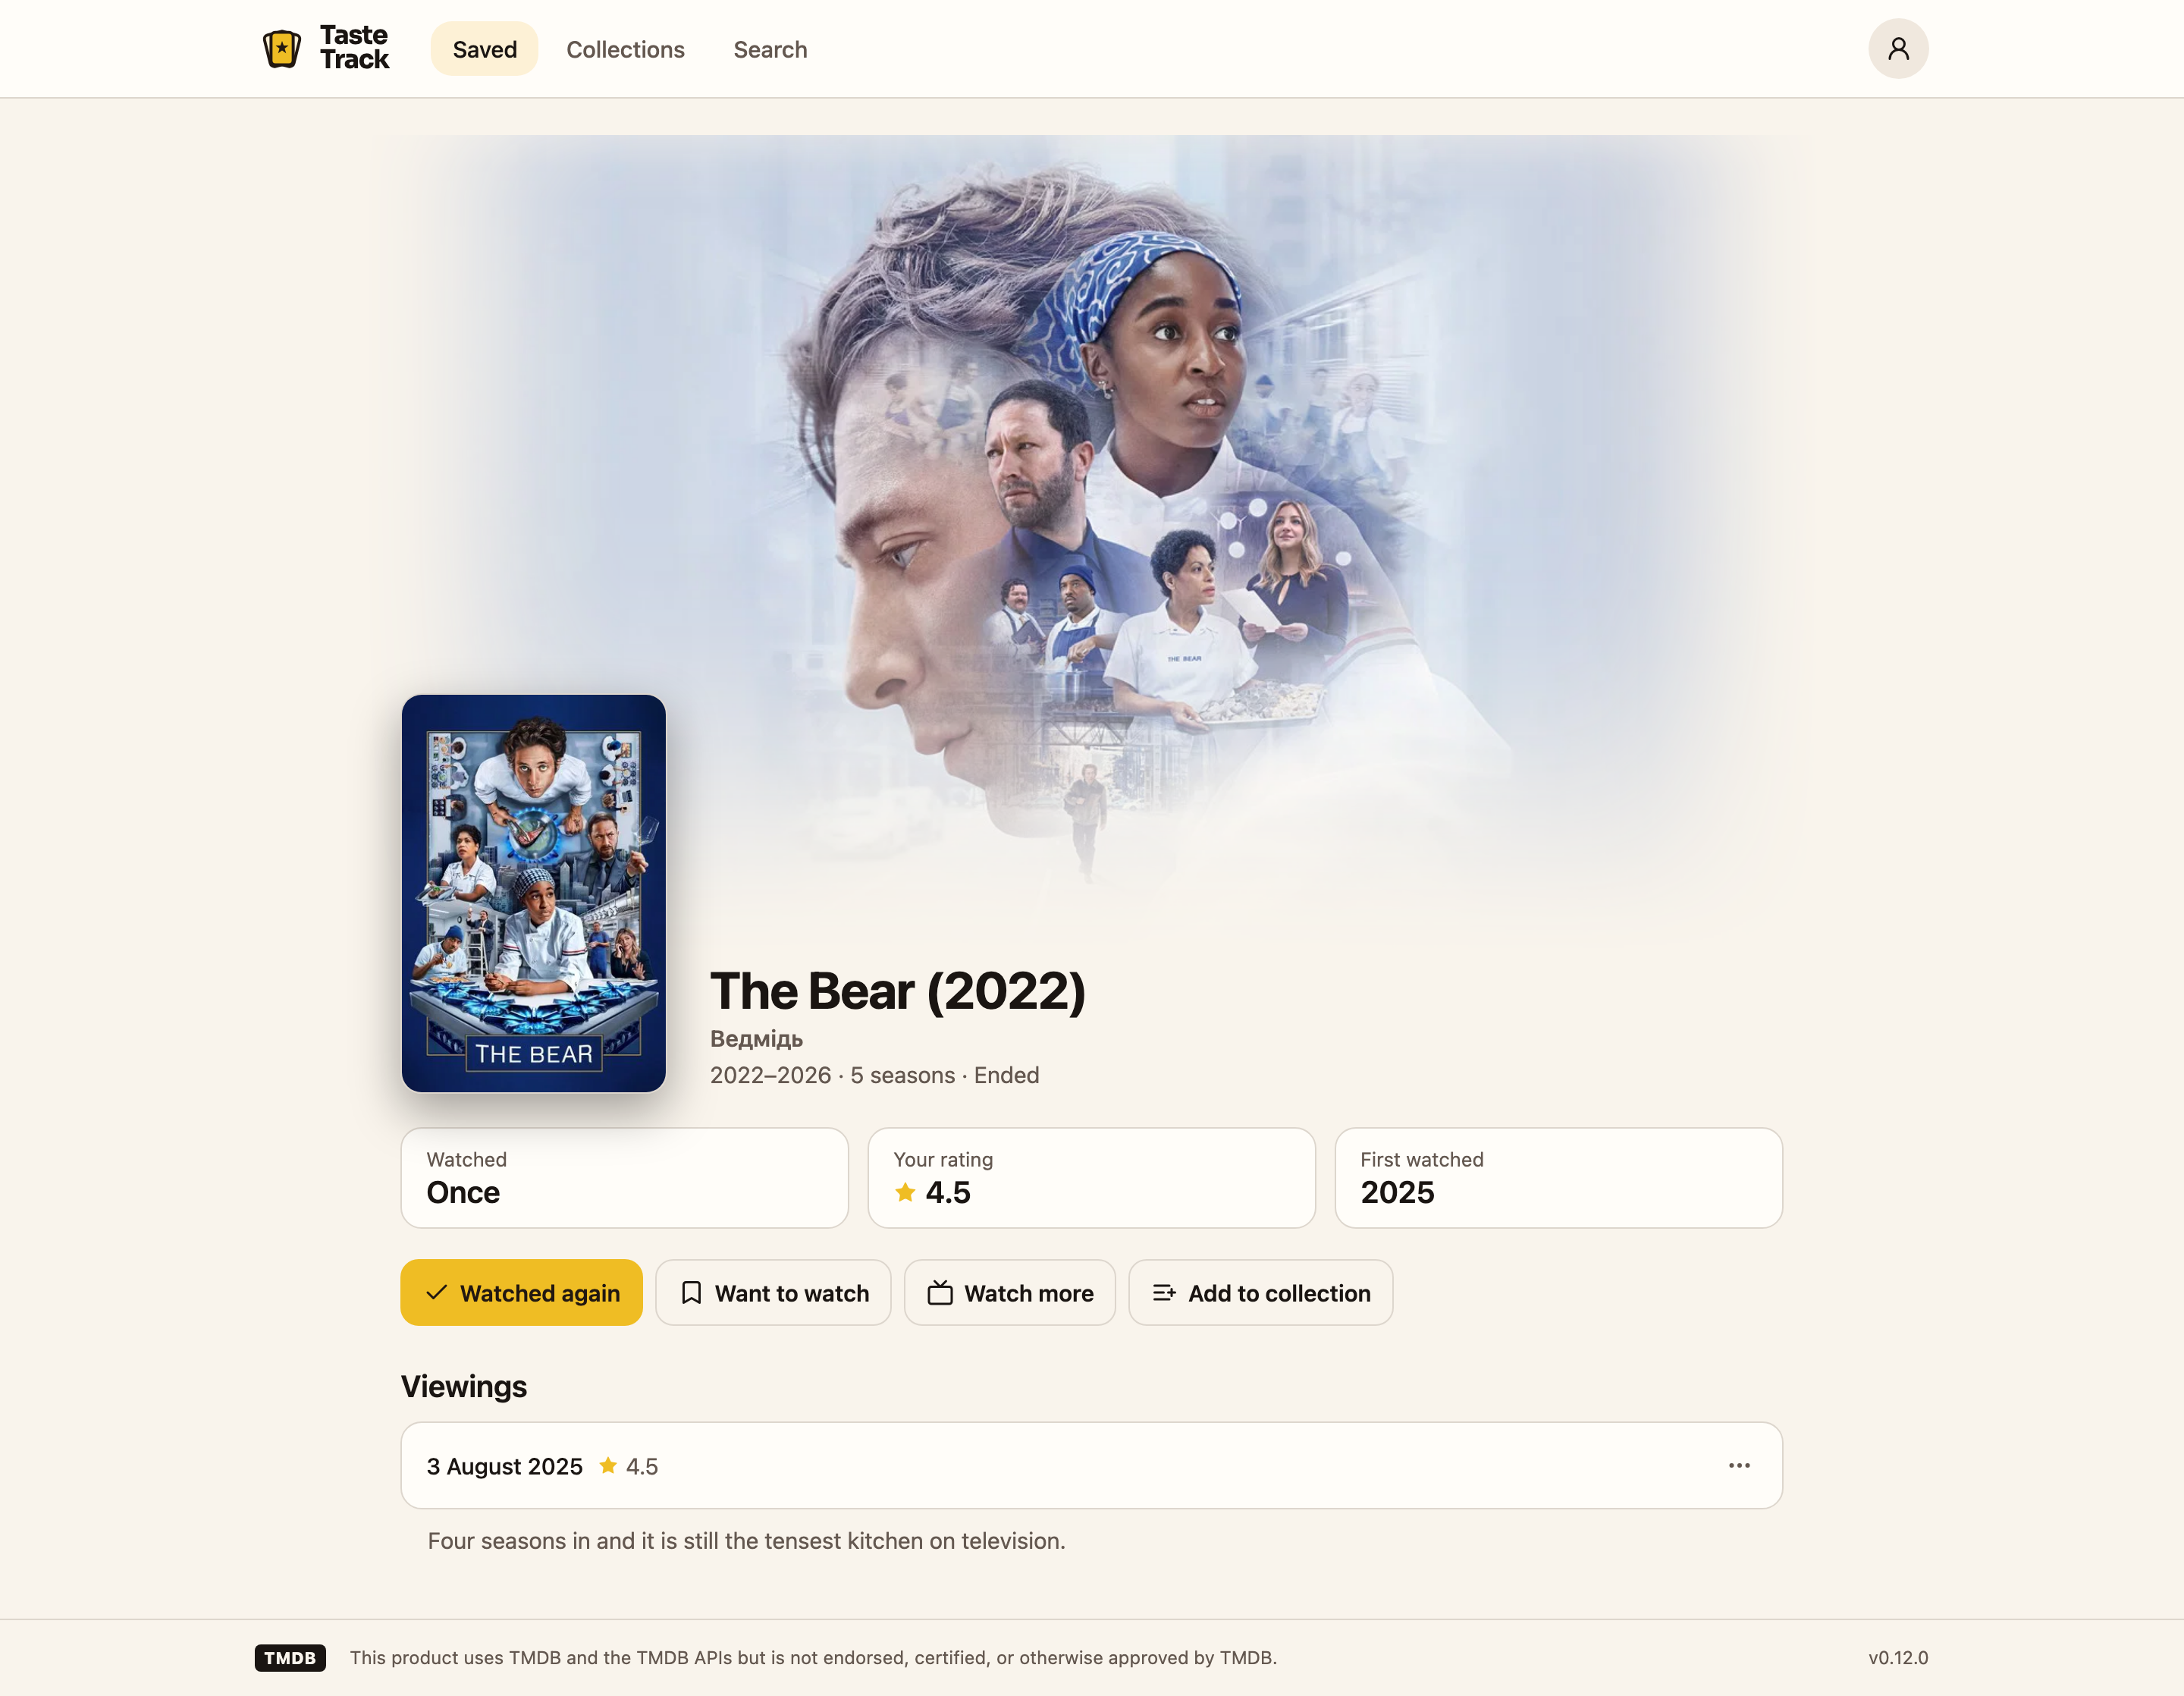 Taste
Track
Saved
Collections
Search
THE BEAR
THE BEAR
The Bear (2022)
Ведмідь
2022–2026 · 5 seasons · Ended
Watched
Once
Your rating
4.5
First watched
2025
Watched again
Want to watch
Watch more
Add to collection
Viewings
3 August 2025 4.5
Four seasons in and it is still the tensest kitchen on television.
TMDB This product uses TMDB and the TMDB APIs but is not endorsed, certified, or otherwise approved by TMDB.
v0.12.0